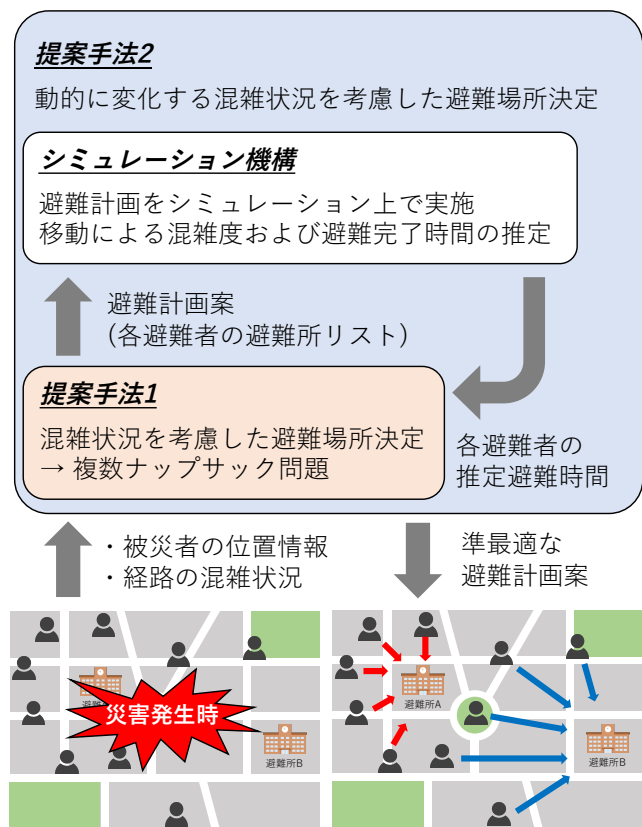 提案手法2
動的に変化する混雑状況を考慮した避難場所決定
シミュレーション機構
避難計画をシミュレーション上で実施
移動による混雑度および避難完了時間の推定
避難計画案
(各避難者の避難所リスト)
提案手法1
混雑状況を考慮した避難場所決定
→ 複数ナップサック問題
各避難者の
推定避難時間
・被災者の位置情報
・経路の混雑状況
準最適な
避難計画案
災害発生時
避難所B
避難所A
避難所B